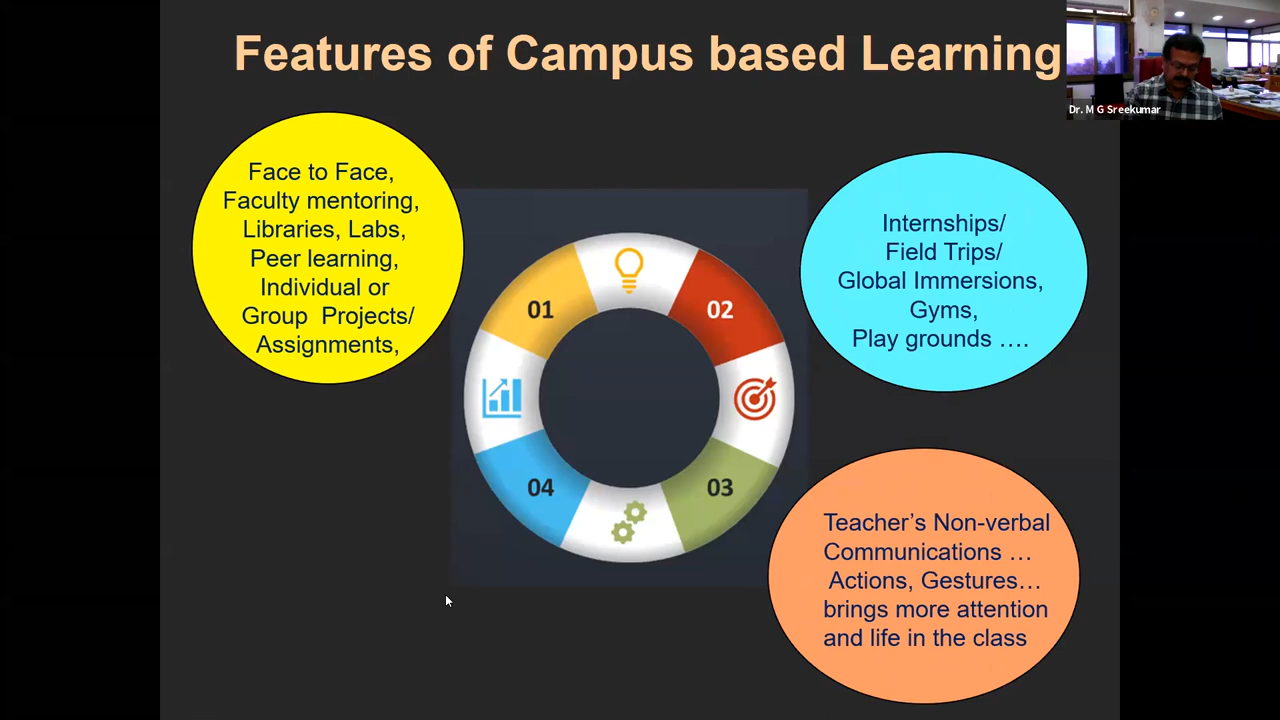 Features of Campus based Learning
Dr. M G Sreekumar
Face to Face,
Faculty mentoring,
Libraries, Labs,
Peer learning,
Individual or
Group Projects/
Assignments,
Internships/
Field Trips/
Global Immersions,
Gyms,
Play grounds ….
01
02
03
04
Teacher’s Non-verbal
Communications …
Actions, Gestures…
brings more attention
and life in the class